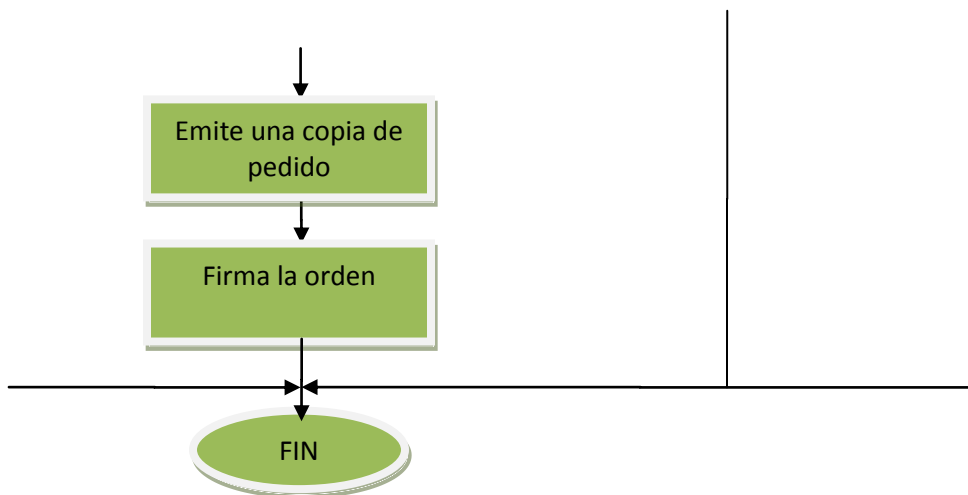 Emite una copia de
pedido
Firma la orden
FIN